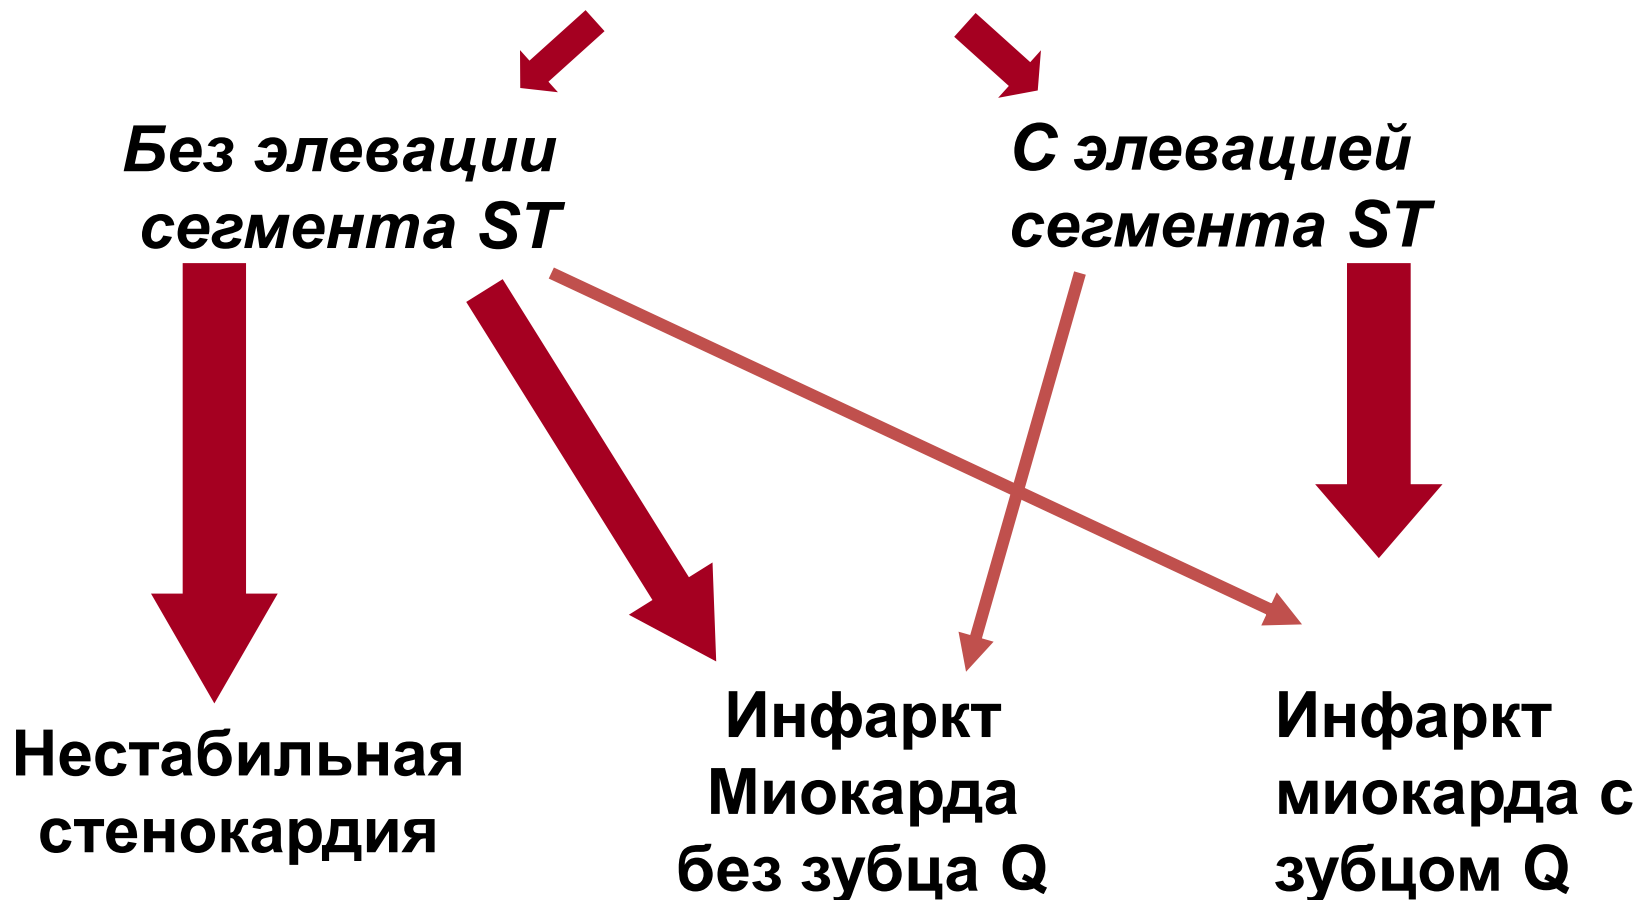 Без элевации
сегмента ST
С элевацией
сегмента ST
Нестабильная
стенокардия
Инфаркт
Миокарда
без зубца Q
Инфаркт
миокарда с
зубцом Q